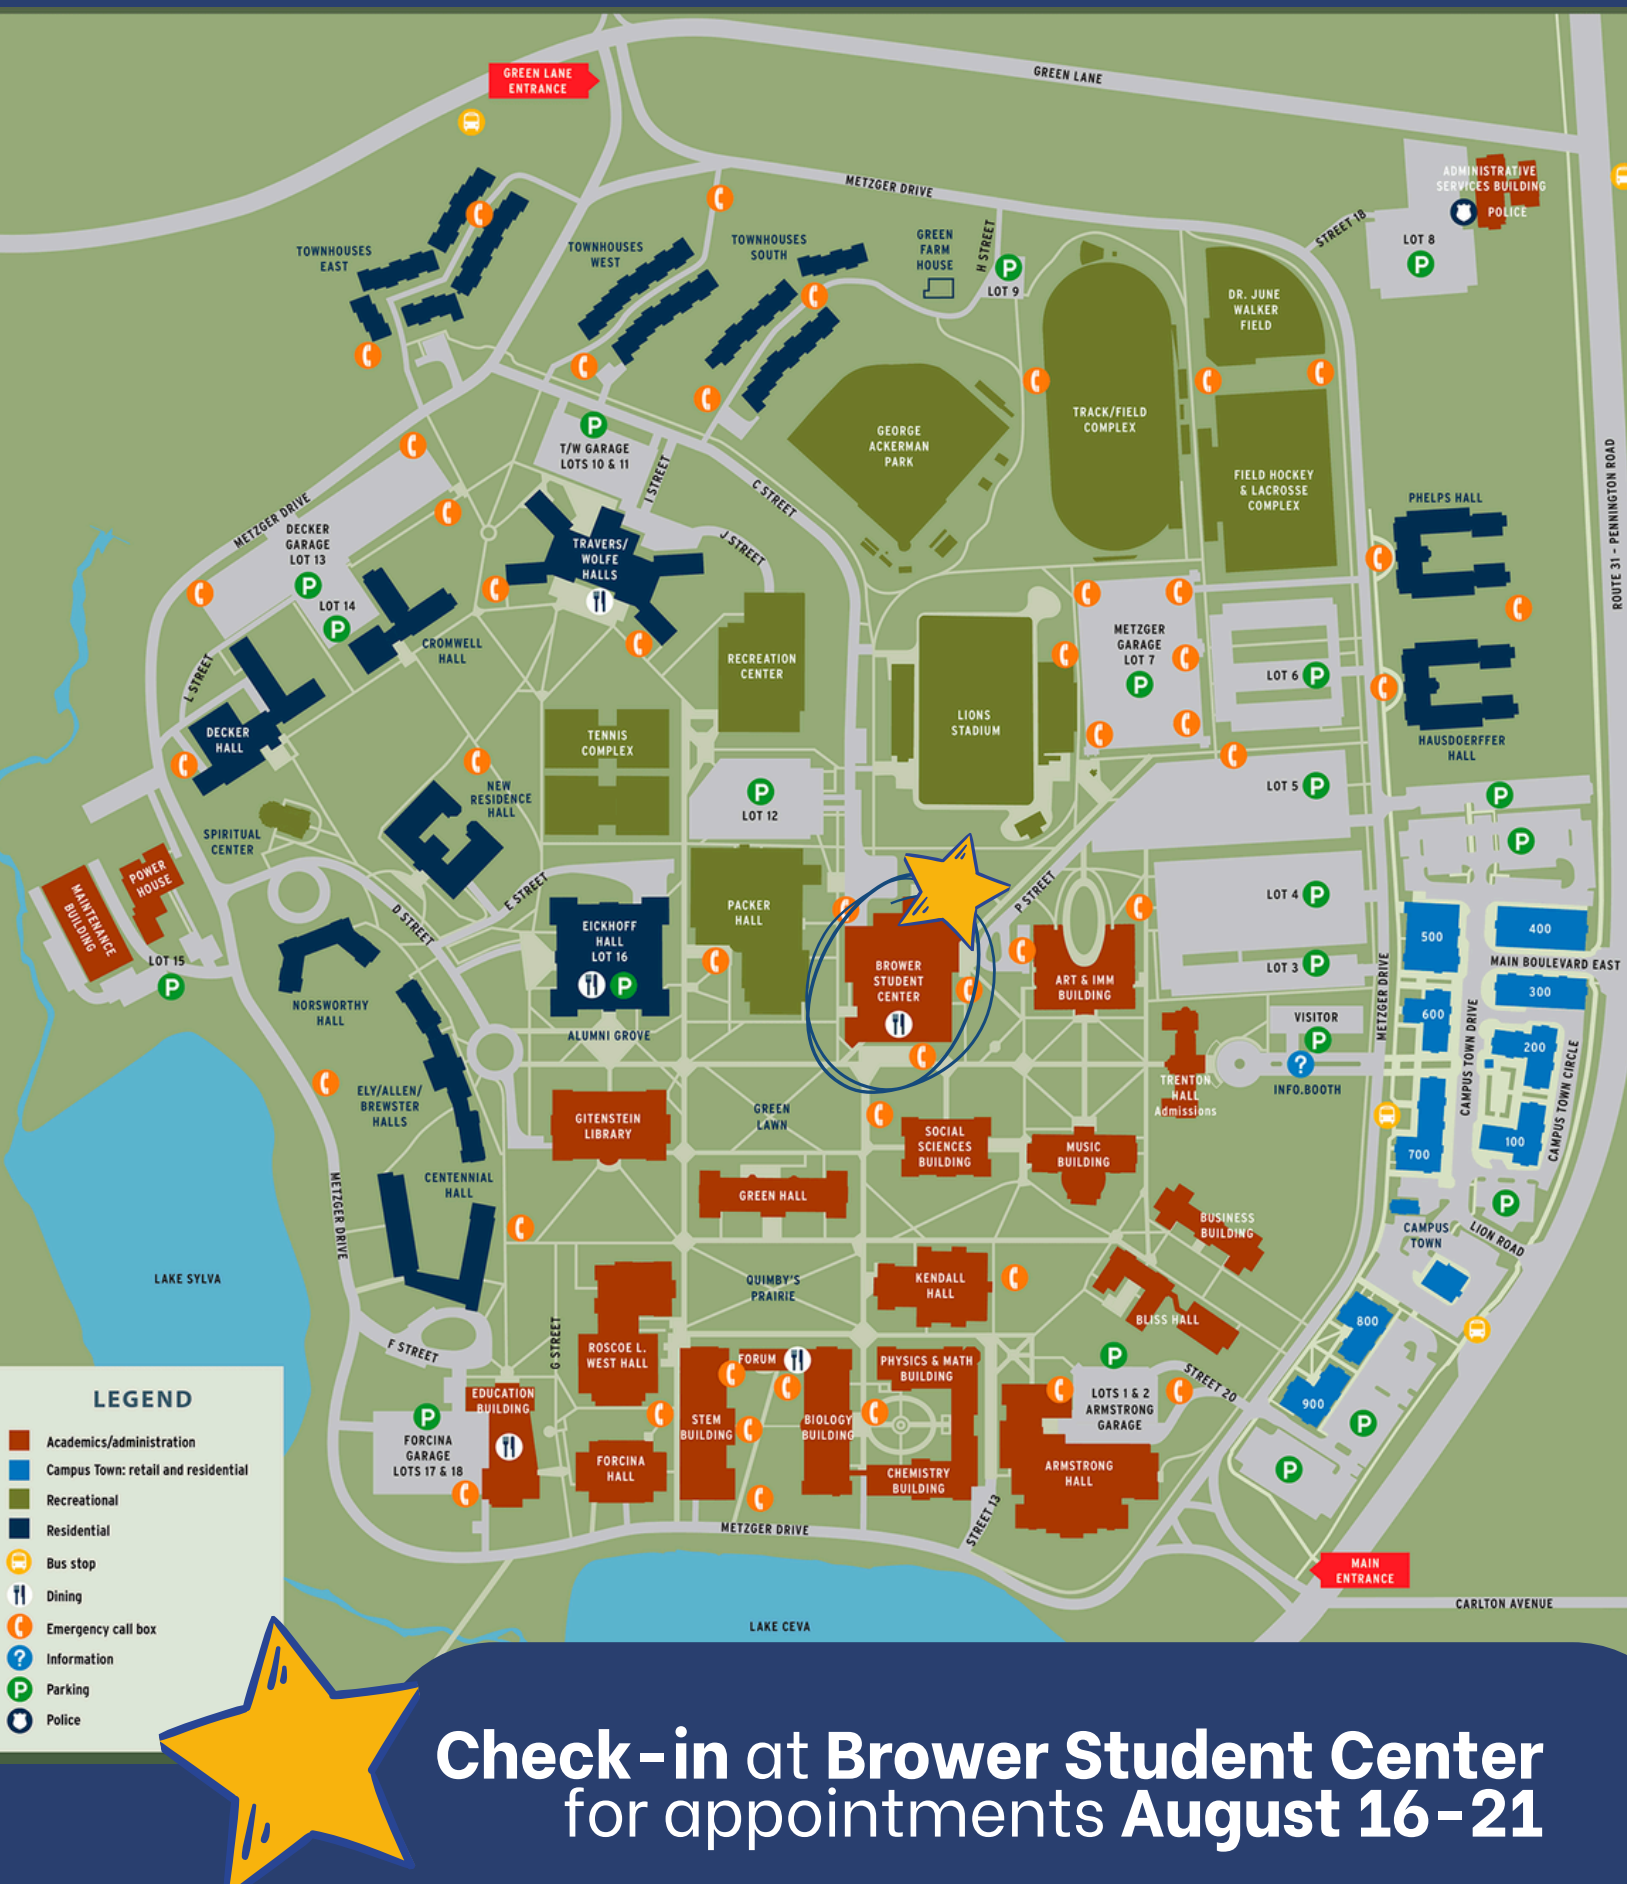 GREEN LANE
ENTRANCE
GREEN LANE
METZGER DRIVE
ADMINISTRATIVE
SERVICES BUILDING
POLICE
STREET 18
LOT 8
P
TOWNHOUSES
EAST
TOWNHOUSES
WEST
TOWNHOUSES
SOUTH
GREEN
FARM
HOUSE
H STREET
P
LOT 9
DR. JUNE
WALKER
FIELD
TRACK/FIELD
COMPLEX
GEORGE
ACKERMAN
PARK
FIELD HOCKEY
& LACROSSE
COMPLEX
P
T/W GARAGE
LOTS 10 & 11
I STREET
C STREET
J STREET
METZGER DRIVE
DECKER
GARAGE
LOT 13
P
LOT 14
P
TRAVERS/
WOLFE
HALLS
CROMWELL
HALL
L STREET
DECKER
HALL
RECREATION
CENTER
TENNIS
COMPLEX
LIONS
STADIUM
METZGER
GARAGE
LOT 7
P
LOT 6 P
LOT 5 P
PHELPS HALL
HAUSDOERFFER
HALL
ROUTE 31 - PENNINGTON ROAD
NEW
RESIDENCE
HALL
P
LOT 12
SPIRITUAL
CENTER
POWER
HOUSE
MAINTENANCE
BUILDING
LOT 15
P
D STREET
E STREET
EICKHOFF
HALL
LOT 16
P
ALUMNI GROVE
PACKER
HALL
BROWER
STUDENT
CENTER
P STREET
ART & IMM
BUILDING
LOT 4 P
LOT 3 P
P
P
500
400
MAIN BOULEVARD EAST
300
600
200
100
700
METZGER DRIVE
CAMPUS TOWN DRIVE
CAMPUS TOWN CIRCLE
VISITOR
P
?
INFO.BOOTH
TRENTON
HALL
Admissions
NORSWORTHY
HALL
ELY/ALLEN/
BREWSTER
HALLS
GITENSTEIN
LIBRARY
GREEN
LAWN
SOCIAL
SCIENCES
BUILDING
MUSIC
BUILDING
CENTENNIAL
HALL
GREEN HALL
BUSINESS
BUILDING
CAMPUS
TOWN
LION ROAD
P
METZGER DRIVE
LAKE SYLVA
QUIMBY'S
PRAIRIE
KENDALL
HALL
BLISS HALL
800
900
P
P
F STREET
G STREET
ROSCOE L.
WEST HALL
FORUM
PHYSICS & MATH
BUILDING
P
LOTS 1 & 2
ARMSTRONG
GARAGE
STREET 20
EDUCATION
BUILDING
P
FORCINA
GARAGE
LOTS 17 & 18
STEM
BUILDING
BIOLOGY
BUILDING
FORCINA
HALL
CHEMISTRY
BUILDING
ARMSTRONG
HALL
STREET 13
METZGER DRIVE
MAIN
ENTRANCE
CARLTON AVENUE
LAKE CEVA
LEGEND
Academics/administration
Campus Town: retail and residential
Recreational
Residential
Bus stop
Dining
Emergency call box
? Information
P Parking
Police
Check-in at Brower Student Center
for appointments August 16-21